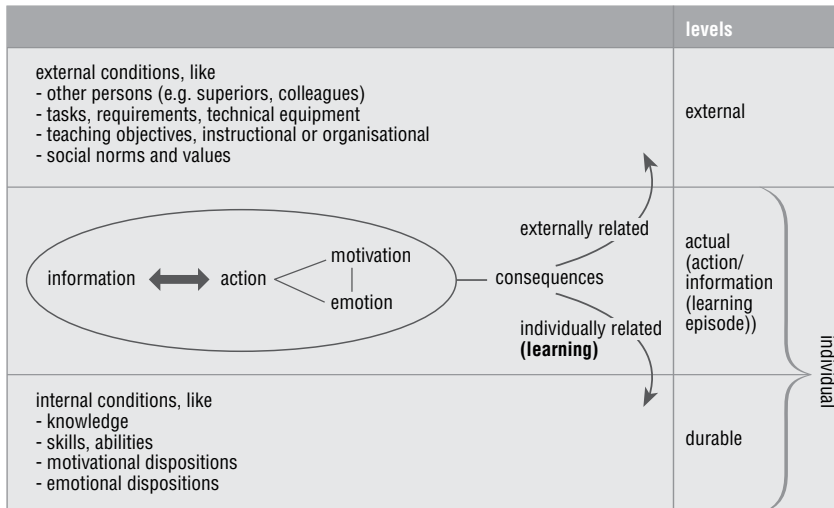 levels
external conditions, like
- other persons (e.g. superiors, colleagues)
- tasks, requirements, technical equipment
- teaching objectives, instructional or organisational
- social norms and values
external
information
action
motivation
emotion
consequences
externally related
individually related
(learning)
actual
(action/
information
(learning
episode))
internal conditions, like
- knowledge
- skills, abilities
- motivational dispositions
- emotional dispositions
durable
individual